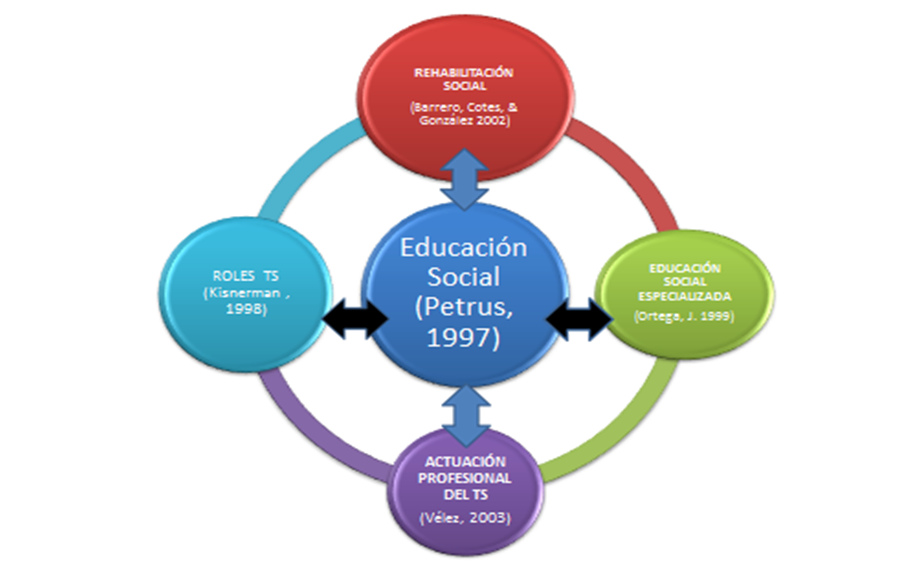 REHABILITACIÓN
SOCIAL
(Barrero, Cotes, &
González 2002)
ROLES TS
(Kisnerman ,
1998)
Educación
Social
(Petrus,
1997)
EDUCACIÓN
SOCIAL
ESPECIALIZADA
(Ortega, J. 1999)
ACTUACIÓN
PROFESIONAL
DEL TS
(Vélez, 2003)